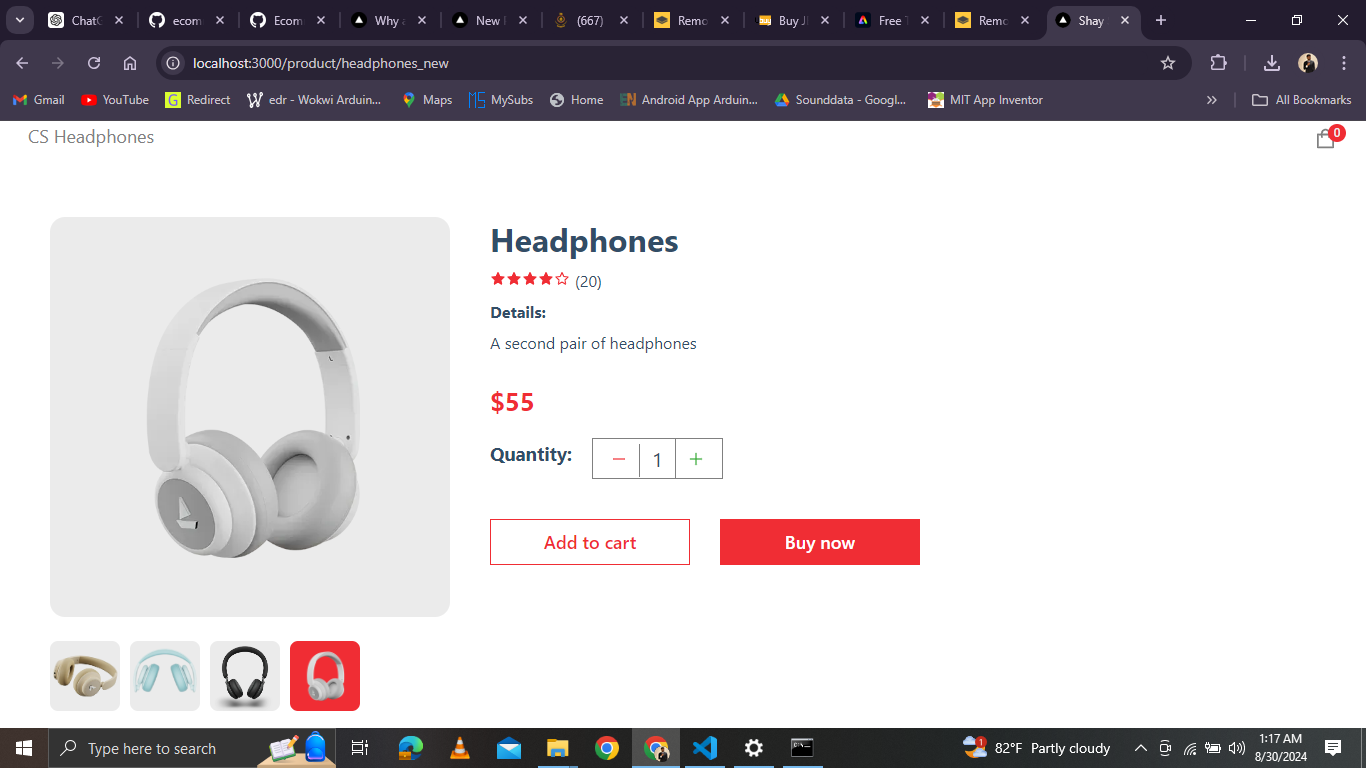 ChatG
ecom
Ecom
Why a
New
(667)
Remo
Buy
Free
Remo
Shay
localhost:3000/product/headphones_new
Gmail
YouTube
Redirect
edr - Wokwi Arduin...
Maps
MySubs
Home
Android App Arduin...
Sounddata - Googl...
MIT App Inventor
All Bookmarks
CS Headphones
0
Headphones
(20)
Details:
A second pair of headphones
$55
Quantity:
1
Add to cart
Buy now
Type here to search
1
82°F Partly cloudy
1:17 AM
8/30/2024